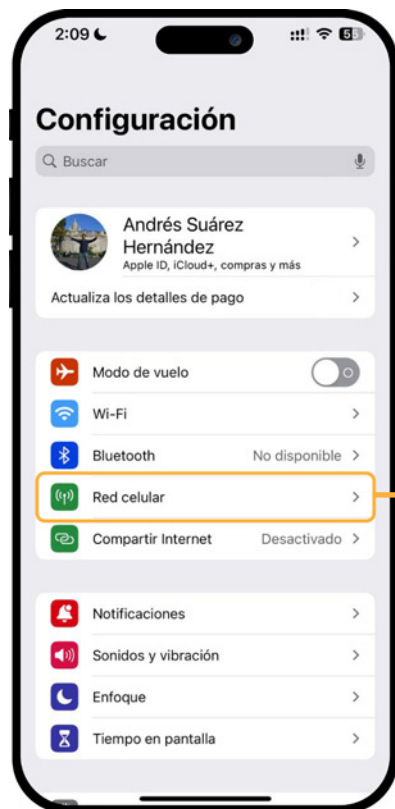 2:09 55
Configuración
Buscar
Andrés Suárez
Hernández
Apple ID, iCloud+, compras y más
Actualiza los detalles de pago
Modo de vuelo
Wi-Fi
Bluetooth No disponible
Red celular
Compartir Internet Desactivado
Notificaciones
Sonidos y vibración
Enfoque
Tiempo en pantalla